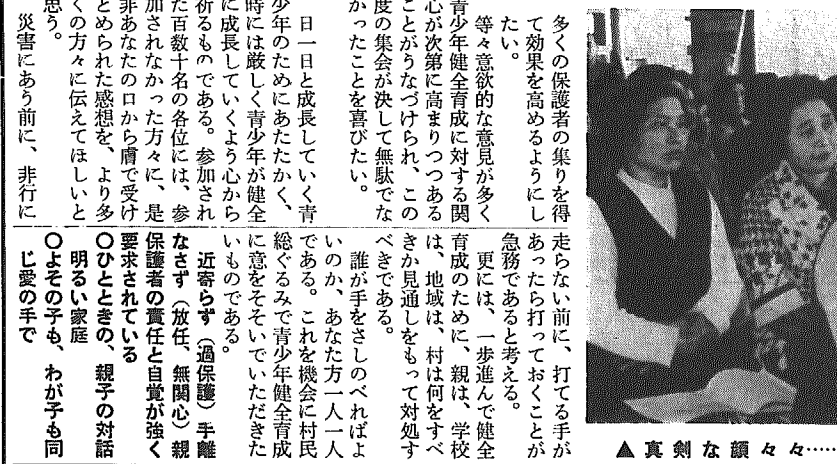 多くの保護者の集りを得
て効果を高めるようにし
たい。
等々意欲的な意見が多く
青少年健全育成に対する関
心が次第に高まりつつある
ことがうなづけられ、この
度の集会が決して無駄でな
かったことを喜びたい。
日一日と成長していく青
少年のためにあたたかく、
時には厳しく青少年が健全
に成長していくよう心から
祈るものである。参加され
た百数十名の各位には、参
加されなかった方々に、是
非あなたの口から膚で受け
とめられた感想を、より多
くの方々に伝えてほしいと
思う。
災害にあう前に、非行に
走らない前に、打てる手が
あったら打っておくことが
急務であると考える。
更には、一歩進んで健全
育成のために、親は、学校
は、地域は、村は何をすべ
きか見通しをもって対処す
べきである。
誰が手をさしのべればよ
いのか、あなた方一人一人
である。これを機会に村民
総ぐるみで青少年健全育成
に意をそそいでいただきた
いものである。
近寄らず（過保護）手離
なさず（放任、無関心）親
保護者の責任と自覚が強く
要求されている
○ひとときの、親子の対話
明るい家庭
○よその子も、わが子も同
じ愛の手で
▲真剣な顔々々……